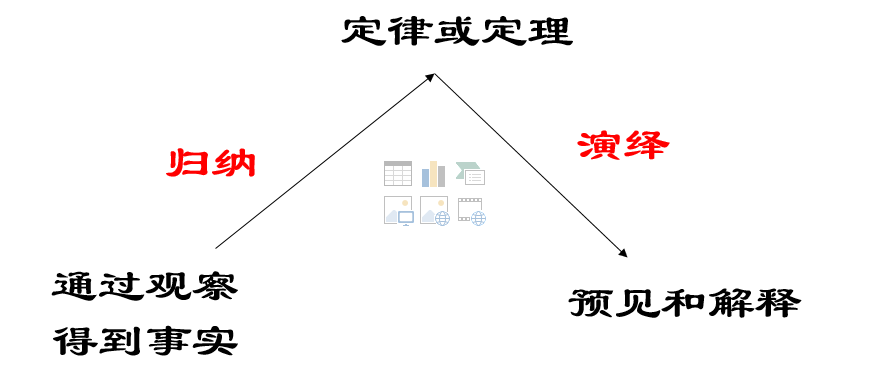 定律或定理
归纳
演绎
通过观察
得到事实
预见和解释